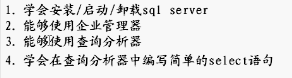 1. 学会安装/启动/卸载sql server
2. 能够使用企业管理器
3. 能够使用查询分析器
4. 学会在查询分析器中编写简单的select语句